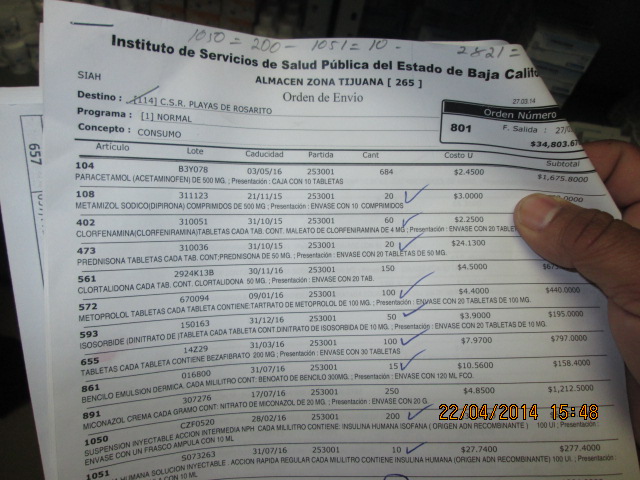 1050 = 200 - 1051 = 10 - 2821 =
Instituto de Servicios de Salud Pública del Estado de Baja Califo
SIAH
ALMACEN ZONA TIJUANA [ 265 ]
Destino : [114] C.S.R. PLAYAS DE ROSARITO
Orden de Envio
27.03.14
Programa : [1] NORMAL
Orden Número
Concepto : CONSUMO
801 F. Salida : 27/0
$34,803.6
Artículo Lote Caducidad Partida Cant Costo U Subtotal
104 B3Y078 03/05/16 253001 684 $2.4500 $1,675.8000
PARACETAMOL (ACETAMINOFEN) DE 500 MG. ; Presentación : CAJA CON 10 TABLETAS
108 311123 21/11/15 253001 20 $3.0000 0.0000
METAMIZOL SODICO(DIPIRONA) COMPRIMIDOS DE 500 MG ; Presentación : ENVASE CON 10 COMPRIMIDOS
402 310051 31/10/15 253001 60 $2.2500
CLORFENAMINA(CLORFENIRAMINA)TABLETAS CADA TAB. CONT. MALEATO DE CLORFENIRAMINA DE 4 MG ; Presentación : ENVASE CON 20 TABLE
473 310036 31/10/15 253001 20 $24.1300
PREDNISONA TABLETAS CADA TAB. CONT;PREDNISONA DE 50 MG. ; Presentación : ENVASE CON 20 TABLETAS DE 50 MG.
561 2924K13B 30/11/16 253001 150 $4.5000
CLORTALIDONA CADA TAB. CONT. CLORTALIDONA 50 MG. ; Presentación : ENVASE CON 20 TAB.
572 670094 09/01/16 253001 100 $4.4000 $440.0000
METOPROLOL TABLETAS CADA TABLETA CONTIENE:TARTRATO DE METOPROLOL DE 100 MG. ; Presentación : ENVASE CON 20 TABLETAS DE 100 MG.
593 150163 31/12/16 253001 50 $3.9000 $195.0000
ISOSORBIDE (DINITRATO DE )TABLETA CADA TABLETA CONT.DINITRATO DE ISOSORBIDA DE 10 MG. ; Presentación : ENVASE CON 20 TABLETAS DE 10 MG.
655 14Z29 31/03/16 253001 100 $7.9700 $797.0000
TABLETAS CADA TABLETA CONTIENE BEZAFIBRATO 200 MG ; Presentación : ENVASE CON 30 TABLETAS
861 016800 31/07/16 253001 15 $10.5600 $158.4000
BENCILO EMULSION DERMICA. CADA MILILITRO CONT: BENOATO DE BENCILO 300MG. ; Presentación : ENVASE CON 120 ML FCO.
891 307276 17/07/16 253001 250 $4.8500 $1,212.5000
MICONAZOL CREMA CADA GRAMO CONT: NITRATO DE MICONAZOL DE 20 MG. ; Presentación : ENVASE CON 20 G.
1050 CZF0520 28/02/16 253001 200
SUSPENSION INYECTABLE ACCION INTERMEDIA NPH CADA MILILITRO CONTIENE: INSULINA HUMANA ISOFANA ( ORIGEN ADN RECOMBINANTE ) 100 UI ; Presentación :
ENVASE CON UN FRASCO AMPULA CON 10 ML
1051 S073263 31/07/16 253001 10 $27.7400 $277.4000
HUMANA SOLUCION INYECTABLE : ACCION RAPIDA REGULAR CADA MILILITRO CONTIENE INSULINA HUMANA (ORIGEN ADN RECOMBINANTE) 100 UI ; Presentación :
CON 10 ML
657
22/04/2014 15:48